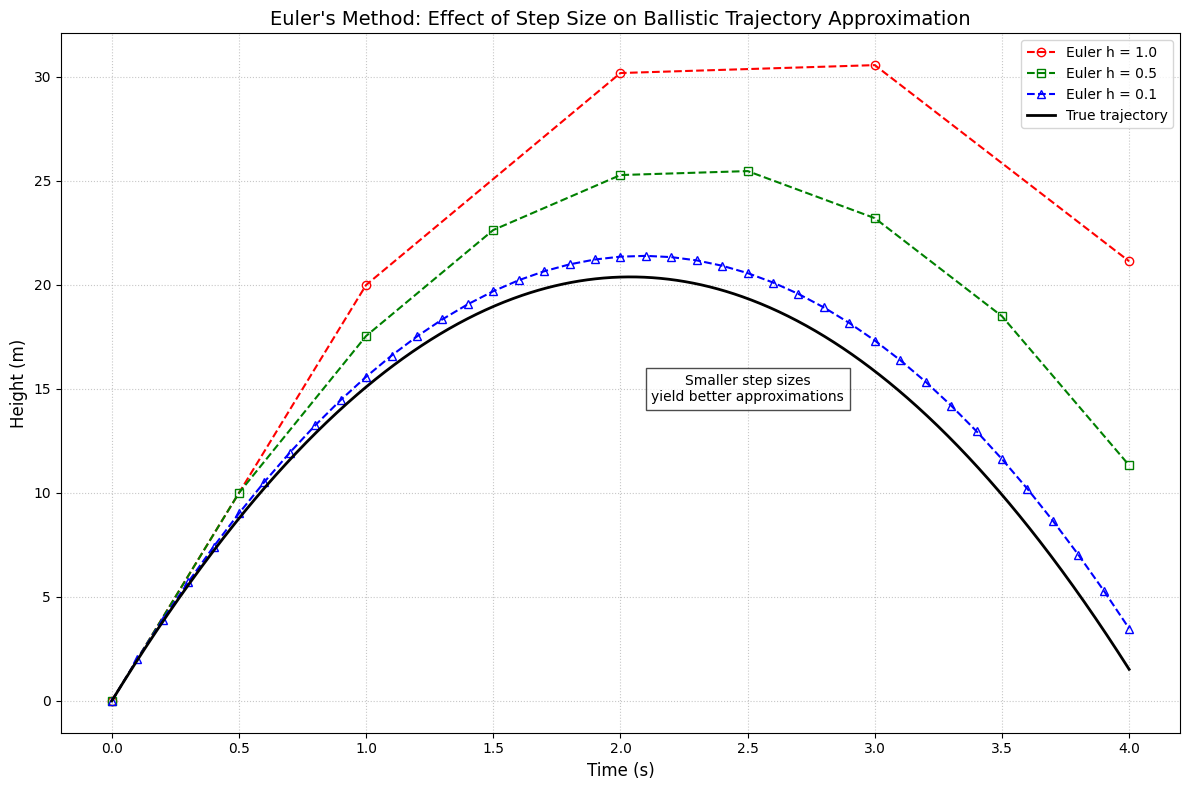 Euler's Method: Effect of Step Size on Ballistic Trajectory Approximation
Euler h = 1.0
Euler h = 0.5
Euler h = 0.1
True trajectory
Smaller step sizes
yield better approximations
Height (m)
30
25
20
15
10
5
0
0.0 0.5 1.0 1.5 2.0 2.5 3.0 3.5 4.0
Time (s)